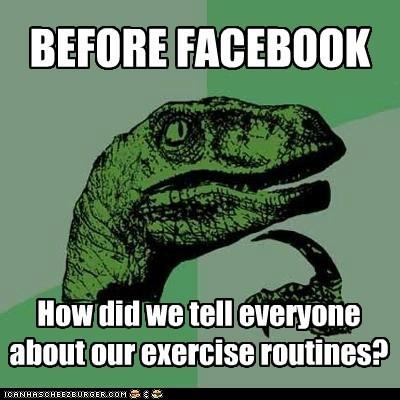 BEFORE FACEBOOK
How did we tell everyone
about our exercise routines?
ICANHASCHEEZBURGER.COM